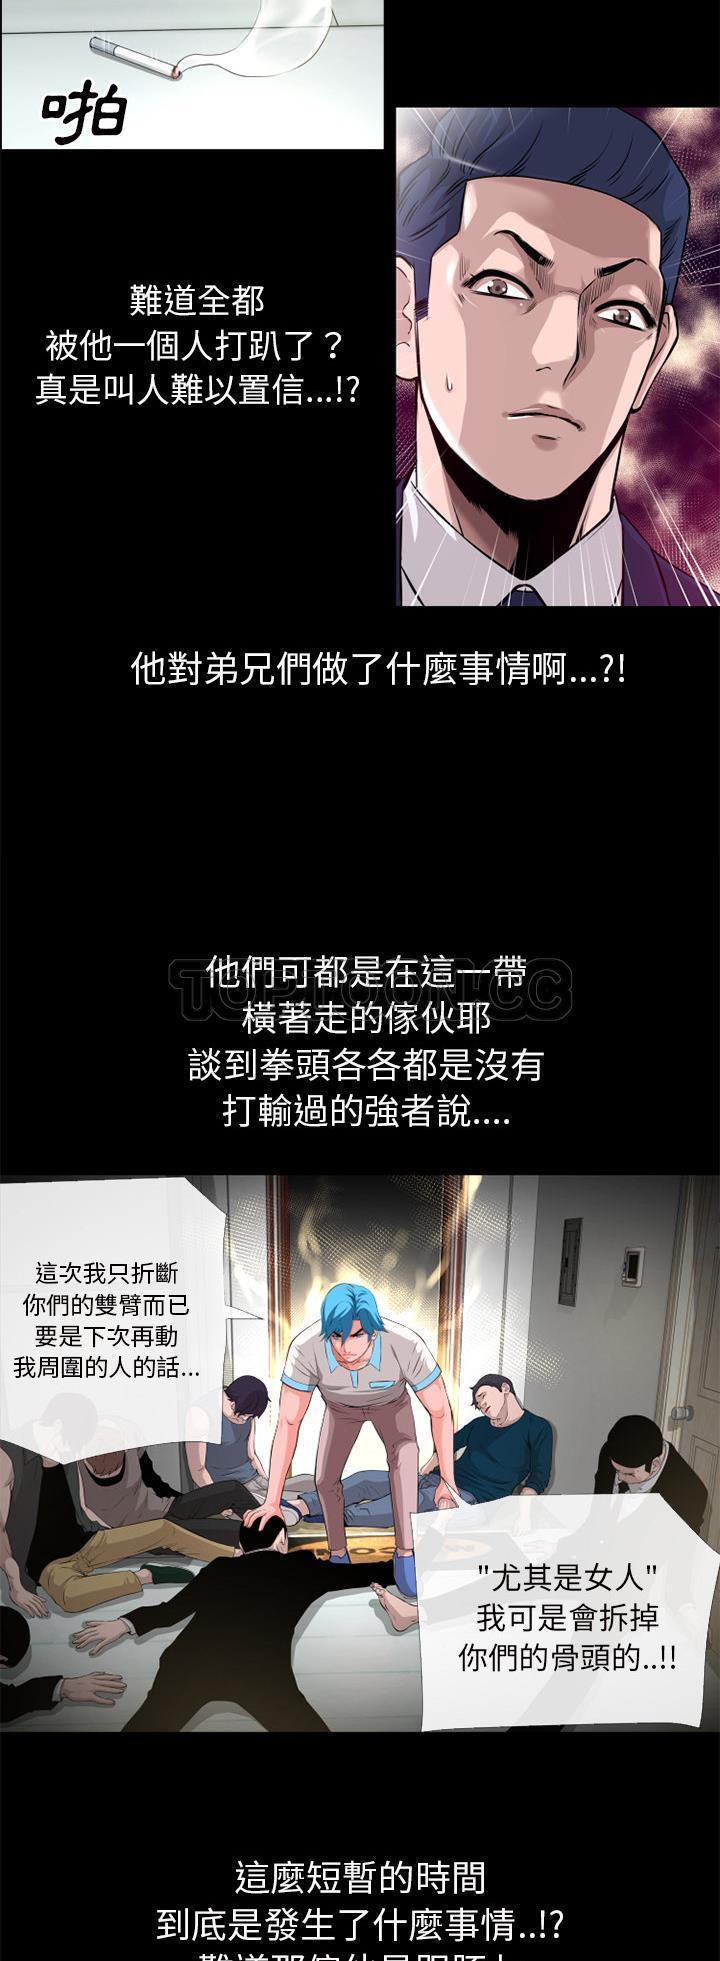 啪
難道全都
被他一個人打趴了？
真是叫人難以置信...!?
他對弟兄們做了什麼事情啊...?!
他們可都是在這一帶
TOPTOON.CC
橫著走的傢伙耶
談到拳頭各各都是沒有
打輸過的強者說....
這次我只折斷
你們的雙臂而已
要是下次再動
我周圍的人的話...
"尤其是女人"
我可是會拆掉
你們的骨頭的..!!
這麼短暫的時間
到底是發生了什麼事情..!?